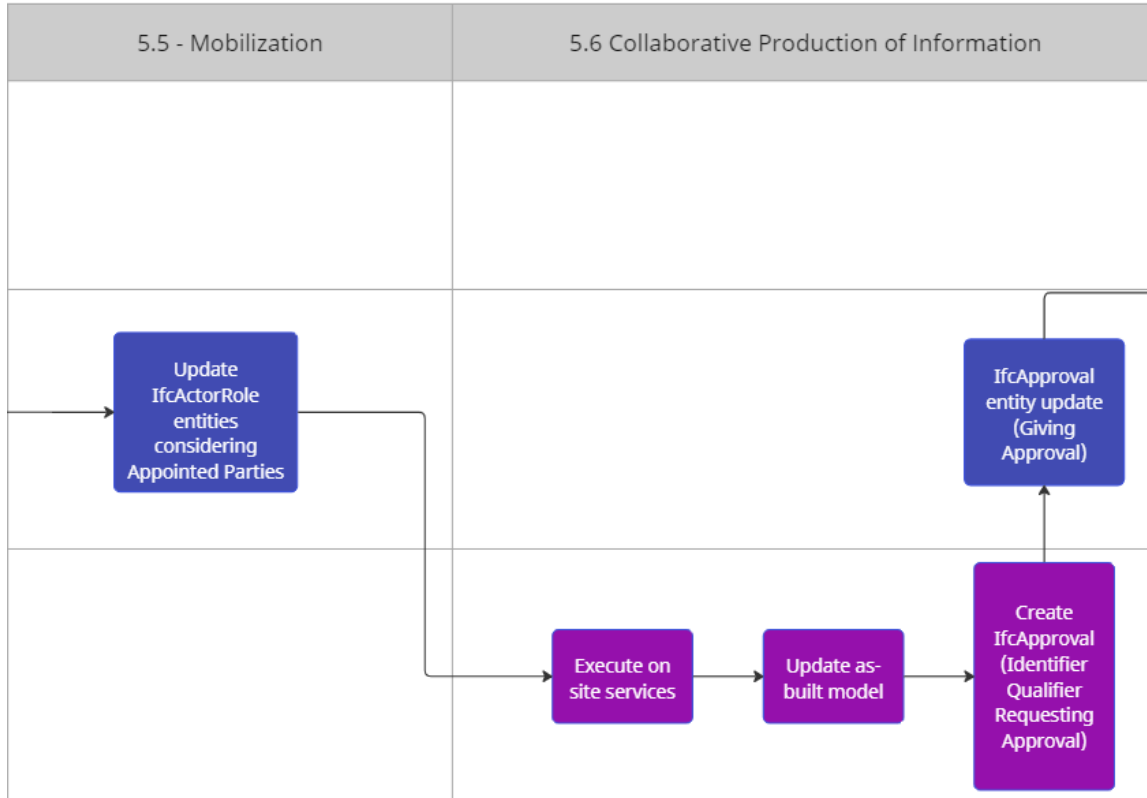 5.5 - Mobilization
5.6 Collaborative Production of Information
Update
IfcActorRole
entities
considering
Appointed Parties
IfcApproval
entity update
(Giving
Approval)
Execute on
site services
Update as-
built model
Create
IfcApproval
(Identifier
Qualifier
Requesting
Approval)